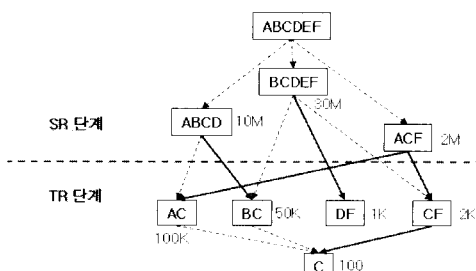 ABCDEF
BCDEF
30M
SR 단계
ABCD 10M
ACF 2M
TR 단계
AC BC 50K DF 1K CF 2K
100K
C 100